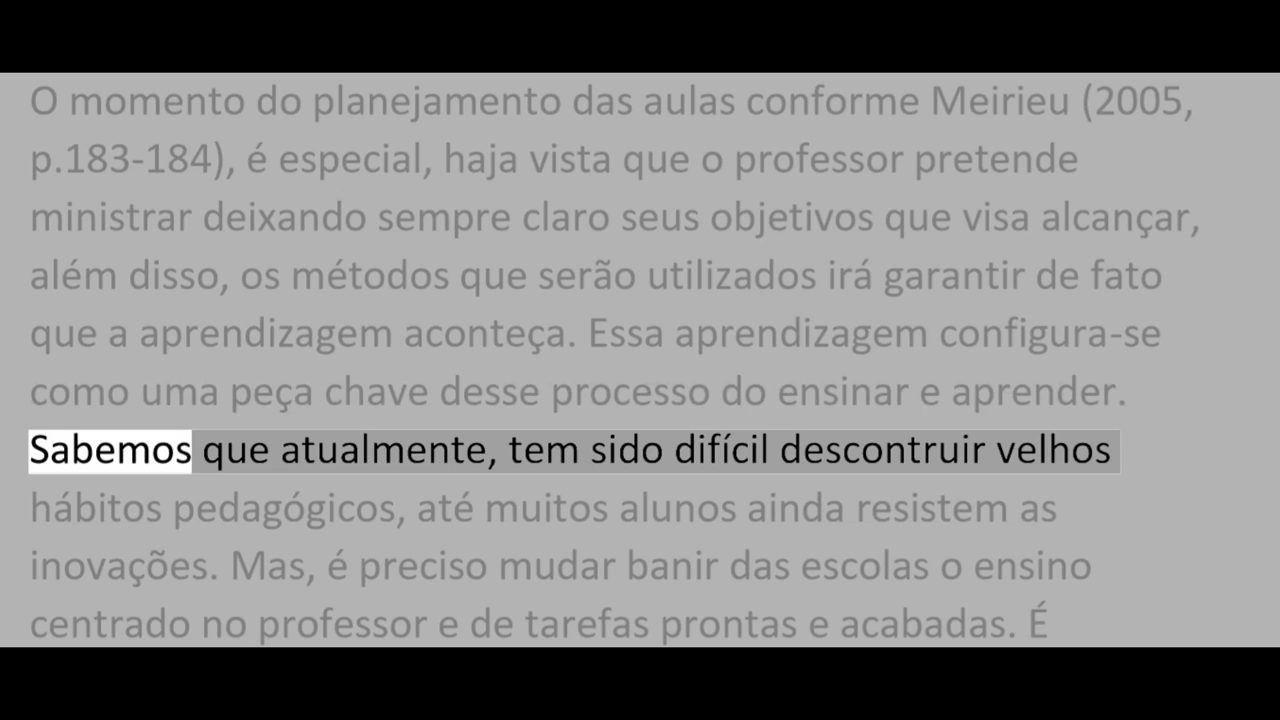 O momento do planejamento das aulas conforme Meirieu (2005,
p.183-184), é especial, haja vista que o professor pretende
ministrar deixando sempre claro seus objetivos que visa alcançar,
além disso, os métodos que serão utilizados irá garantir de fato
que a aprendizagem aconteça. Essa aprendizagem configura-se
como uma peça chave desse processo do ensinar e aprender.
Sabemos que atualmente, tem sido difícil descontruir velhos
hábitos pedagógicos, até muitos alunos ainda resistem as
inovações. Mas, é preciso mudar banir das escolas o ensino
centrado no professor e de tarefas prontas e acabadas. É